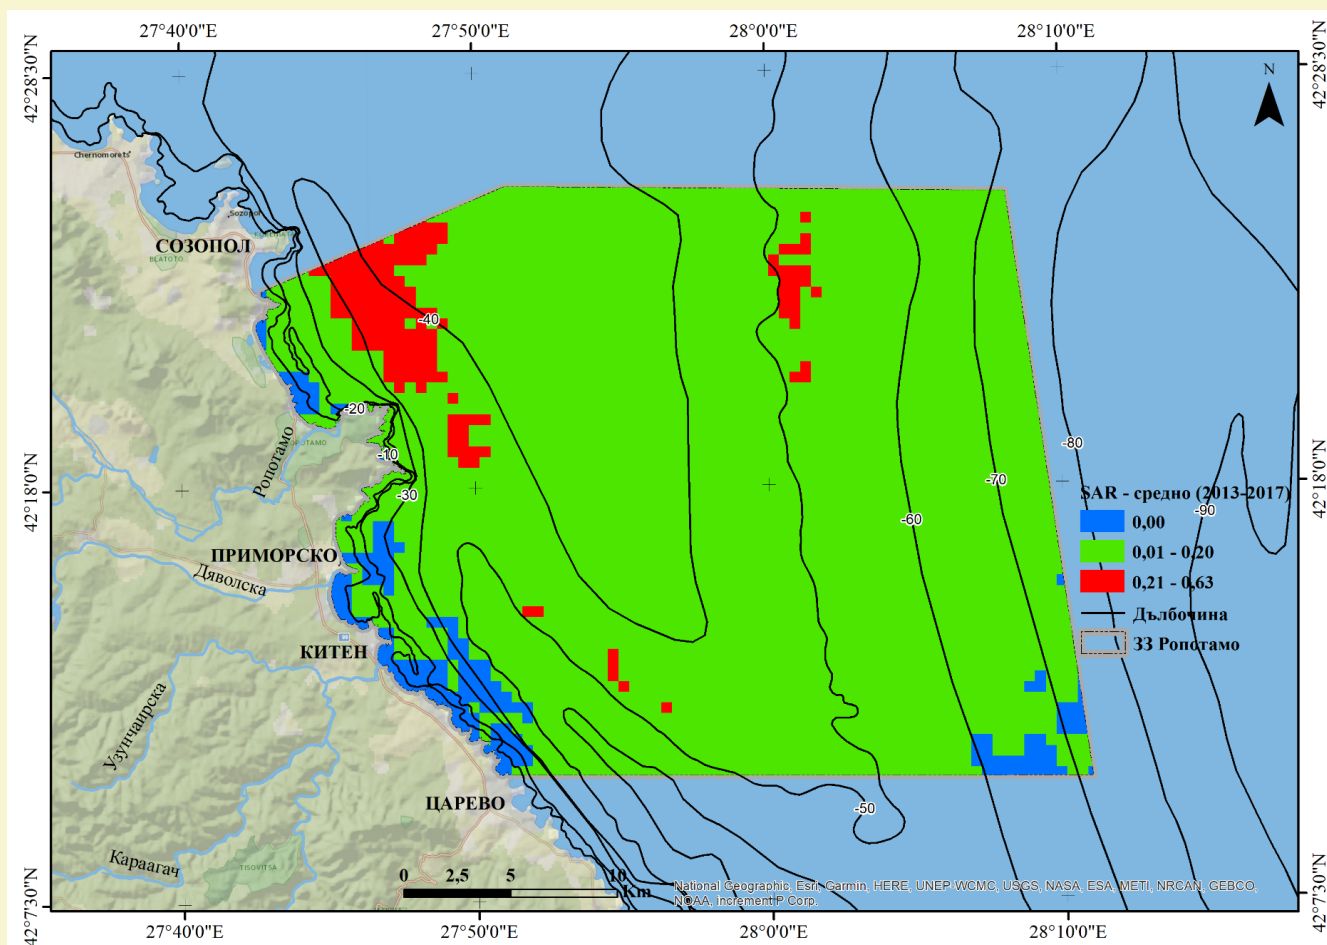 27°40'0"E
27°50'0"E
28°0'0"E
28°10'0"E
42°28'30"N
42°28'30"N
N
Chernomorets
Sozopol
СОЗОПОЛ
BLATOTO
-40
-20
-10
Ропотамо
-30
-80
42°18'0"N
42°18'0"N
-70
-90
-60
SAR - средно (2013-2017)
0,00
0,01 - 0,20
0,21 - 0,63
Дълбочина
ЗЗ Ропотамо
ПРИМОРСКО
Дяволска
КИТЕН
Узунчаирска
ЦАРЕВО
-50
Караагач
TISOVITSA
0 2,5 5 10
Km
National Geographic, Esri, Garmin, HERE, UNEP-WCMC, USGS, NASA, ESA, METI, NRCAN, GEBCO,
NOAA, increment P Corp.
42°7'30"N
42°7'30"N
27°40'0"E
27°50'0"E
28°0'0"E
28°10'0"E